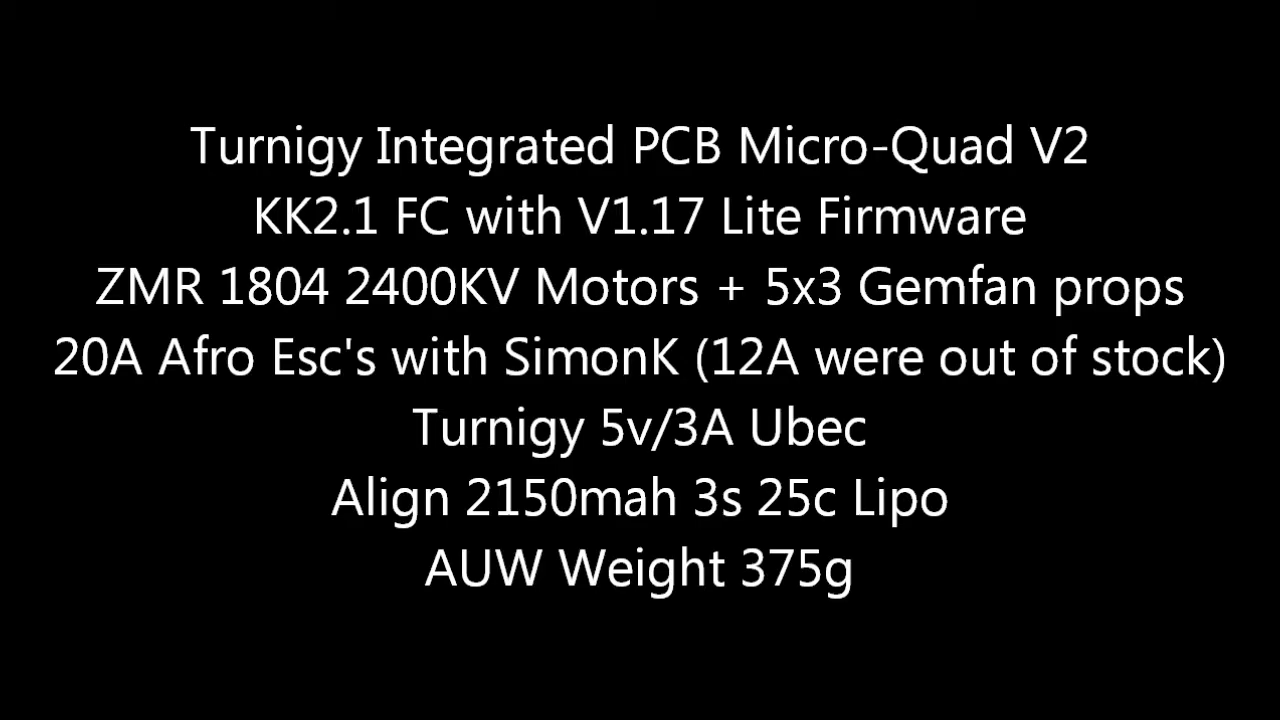 Turnigy Integrated PCB Micro-Quad V2
KK2.1 FC with V1.17 Lite Firmware
ZMR 1804 2400KV Motors + 5x3 Gemfan props
20A Afro Esc's with SimonK (12A were out of stock)
Turnigy 5v/3A Ubec
Align 2150mah 3s 25c Lipo
AUW Weight 375g